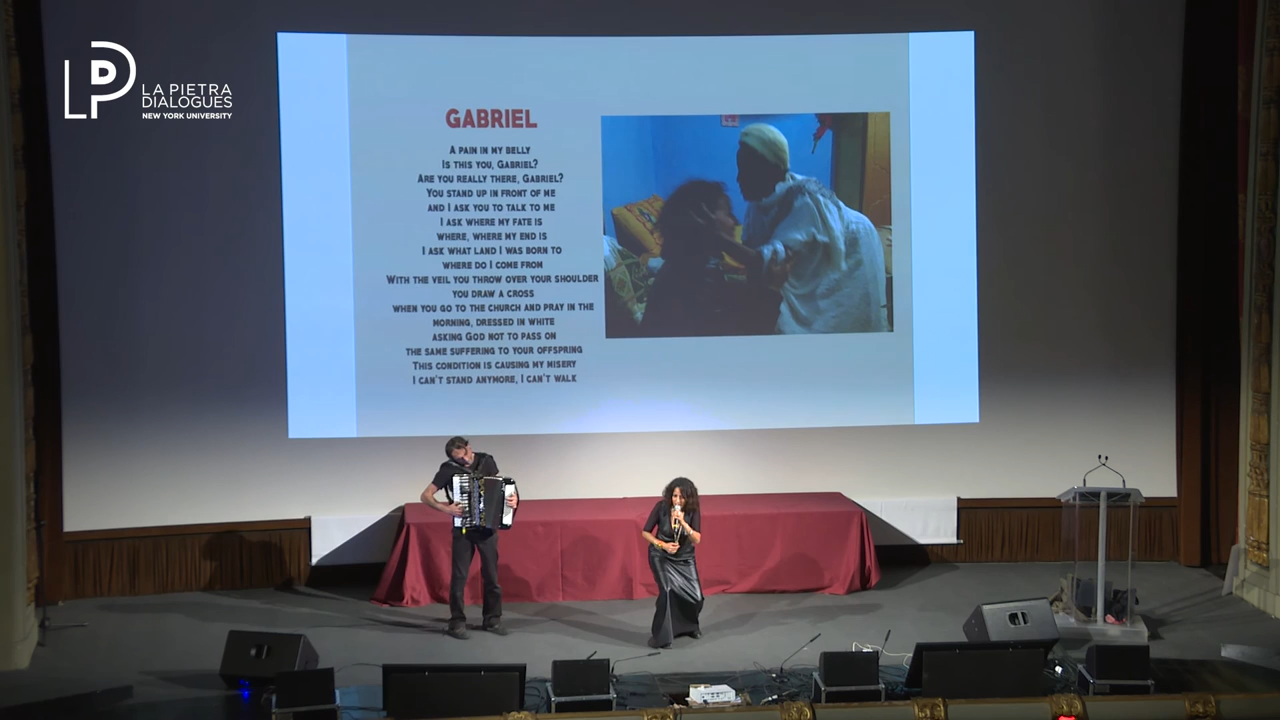 LA PIETRA
DIALOGUES
NEW YORK UNIVERSITY
GABRIEL
A PAIN IN MY BELLY
IS THIS YOU, GABRIEL?
ARE YOU REALLY THERE, GABRIEL?
YOU STAND UP IN FRONT OF ME
AND I ASK YOU TO TALK TO ME
I ASK WHERE MY FATE IS
WHERE, WHERE MY END IS
I ASK WHAT LAND I WAS BORN TO
WHERE DO I COME FROM
WITH THE VEIL YOU THROW OVER YOUR SHOULDER
YOU DRAW A CROSS
WHEN YOU GO TO THE CHURCH AND PRAY IN THE
MORNING, DRESSED IN WHITE
ASKING GOD NOT TO PASS ON
THE SAME SUFFERING TO YOUR OFFSPRING
THIS CONDITION IS CAUSING MY MISERY
I CAN'T STAND ANYMORE, I CAN'T WALK